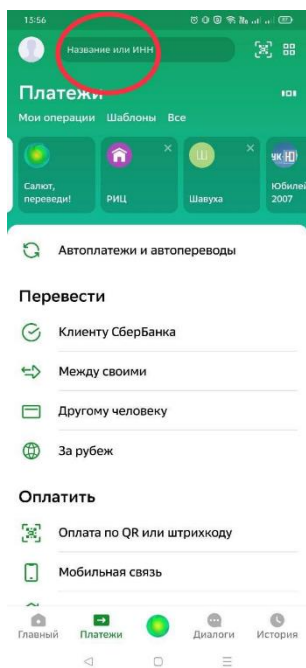 15:56
Название или ИНН
Платежи
Мои операции Шаблоны Все
Ш
УК Ю
Салют,
переведи!
РИЦ
Шавуха
Юбилей
2007
Автоплатежи и автопереводы
Перевести
Клиенту СберБанка
Между своими
Другому человеку
За рубеж
Оплатить
Оплата по QR или штрихкоду
Мобильная связь
Главный Платежи Диалоги История